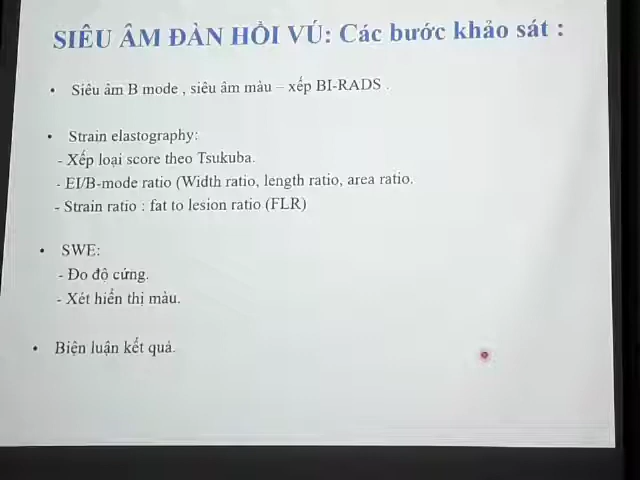 SIÊU ÂM ĐÀN HỒI VÚ: Các bước khảo sát :
• Siêu âm B mode , siêu âm màu – xếp BI-RADS .
• Strain elastography:
- Xếp loại score theo Tsukuba.
- EI/B-mode ratio (Width ratio, length ratio, area ratio.
- Strain ratio : fat to lesion ratio (FLR)
• SWE:
- Đo độ cứng.
- Xét hiển thị màu.
• Biện luận kết quả.